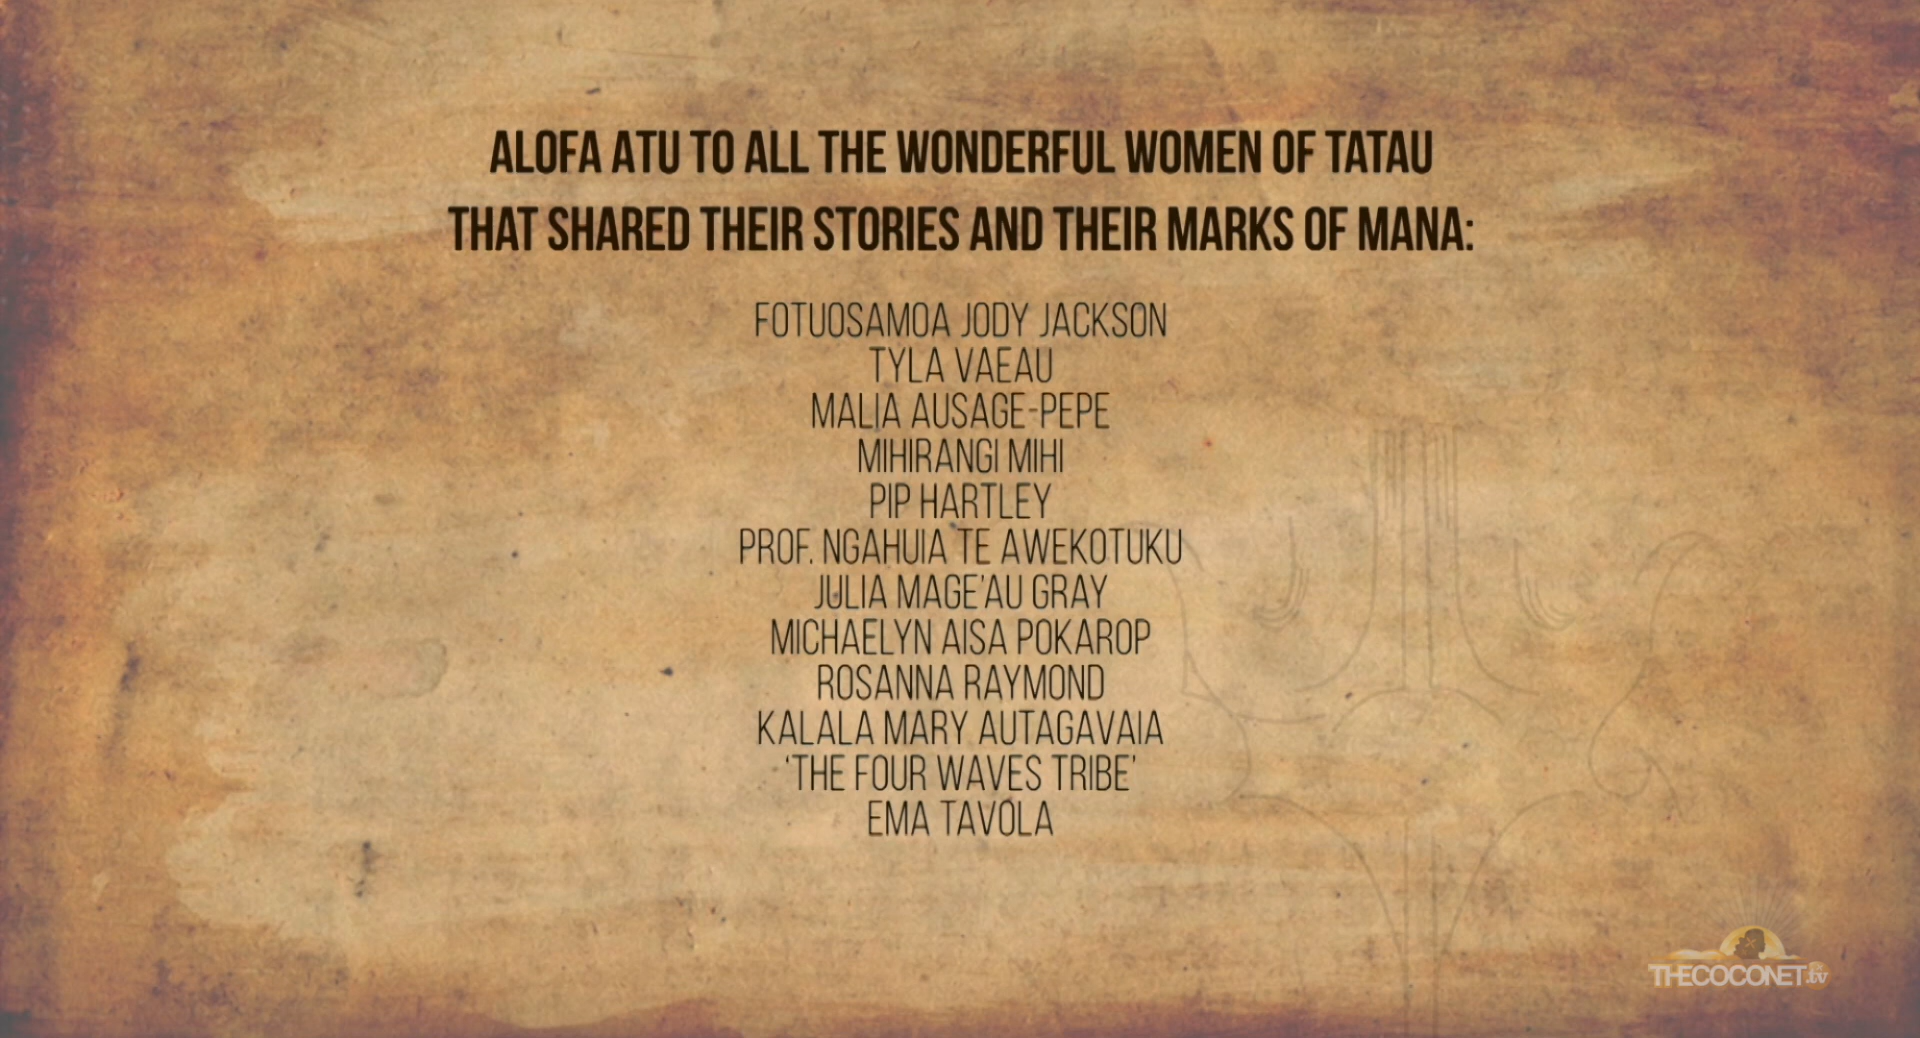 ALOFA ATU TO ALL THE WONDERFUL WOMEN OF TATAU
THAT SHARED THEIR STORIES AND THEIR MARKS OF MANA:
FOTUOSAMOA JODY JACKSON
TYLA VAEAU
MALIA AUSAGE-PEPE
MIHIRANGI MIHI
PIP HARTLEY
PROF. NGAHUIA TE AWEKOTUKU
JULIA MAGE'AU GRAY
MICHAELYN AISA POKAROP
ROSANNA RAYMOND
KALALA MARY AUTAGAVAIA
‘THE FOUR WAVES TRIBE’
EMA TAVOLA
THECOCONET.tv